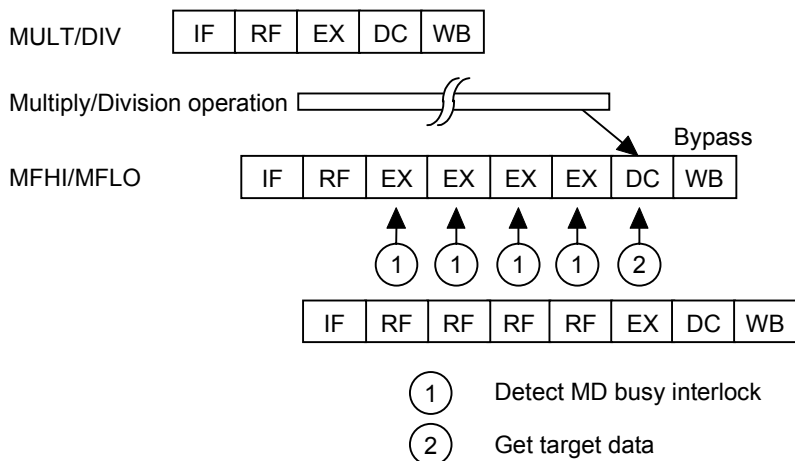 MULT/DIV IF RF EX DC WB
Multiply/Division operation
Bypass
MFHI/MFLO IF RF EX EX EX EX DC WB
1 1 1 1 2
IF RF RF RF RF EX DC WB
1 Detect MD busy interlock
2 Get target data